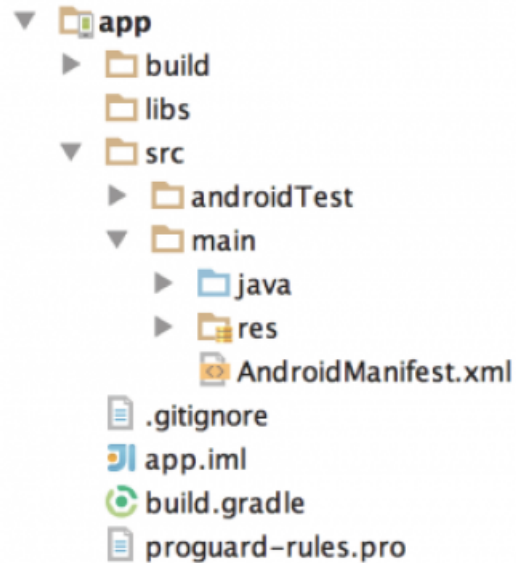 app
build
libs
src
androidTest
main
java
res
AndroidManifest.xml
.gitignore
app.iml
build.gradle
proguard-rules.pro